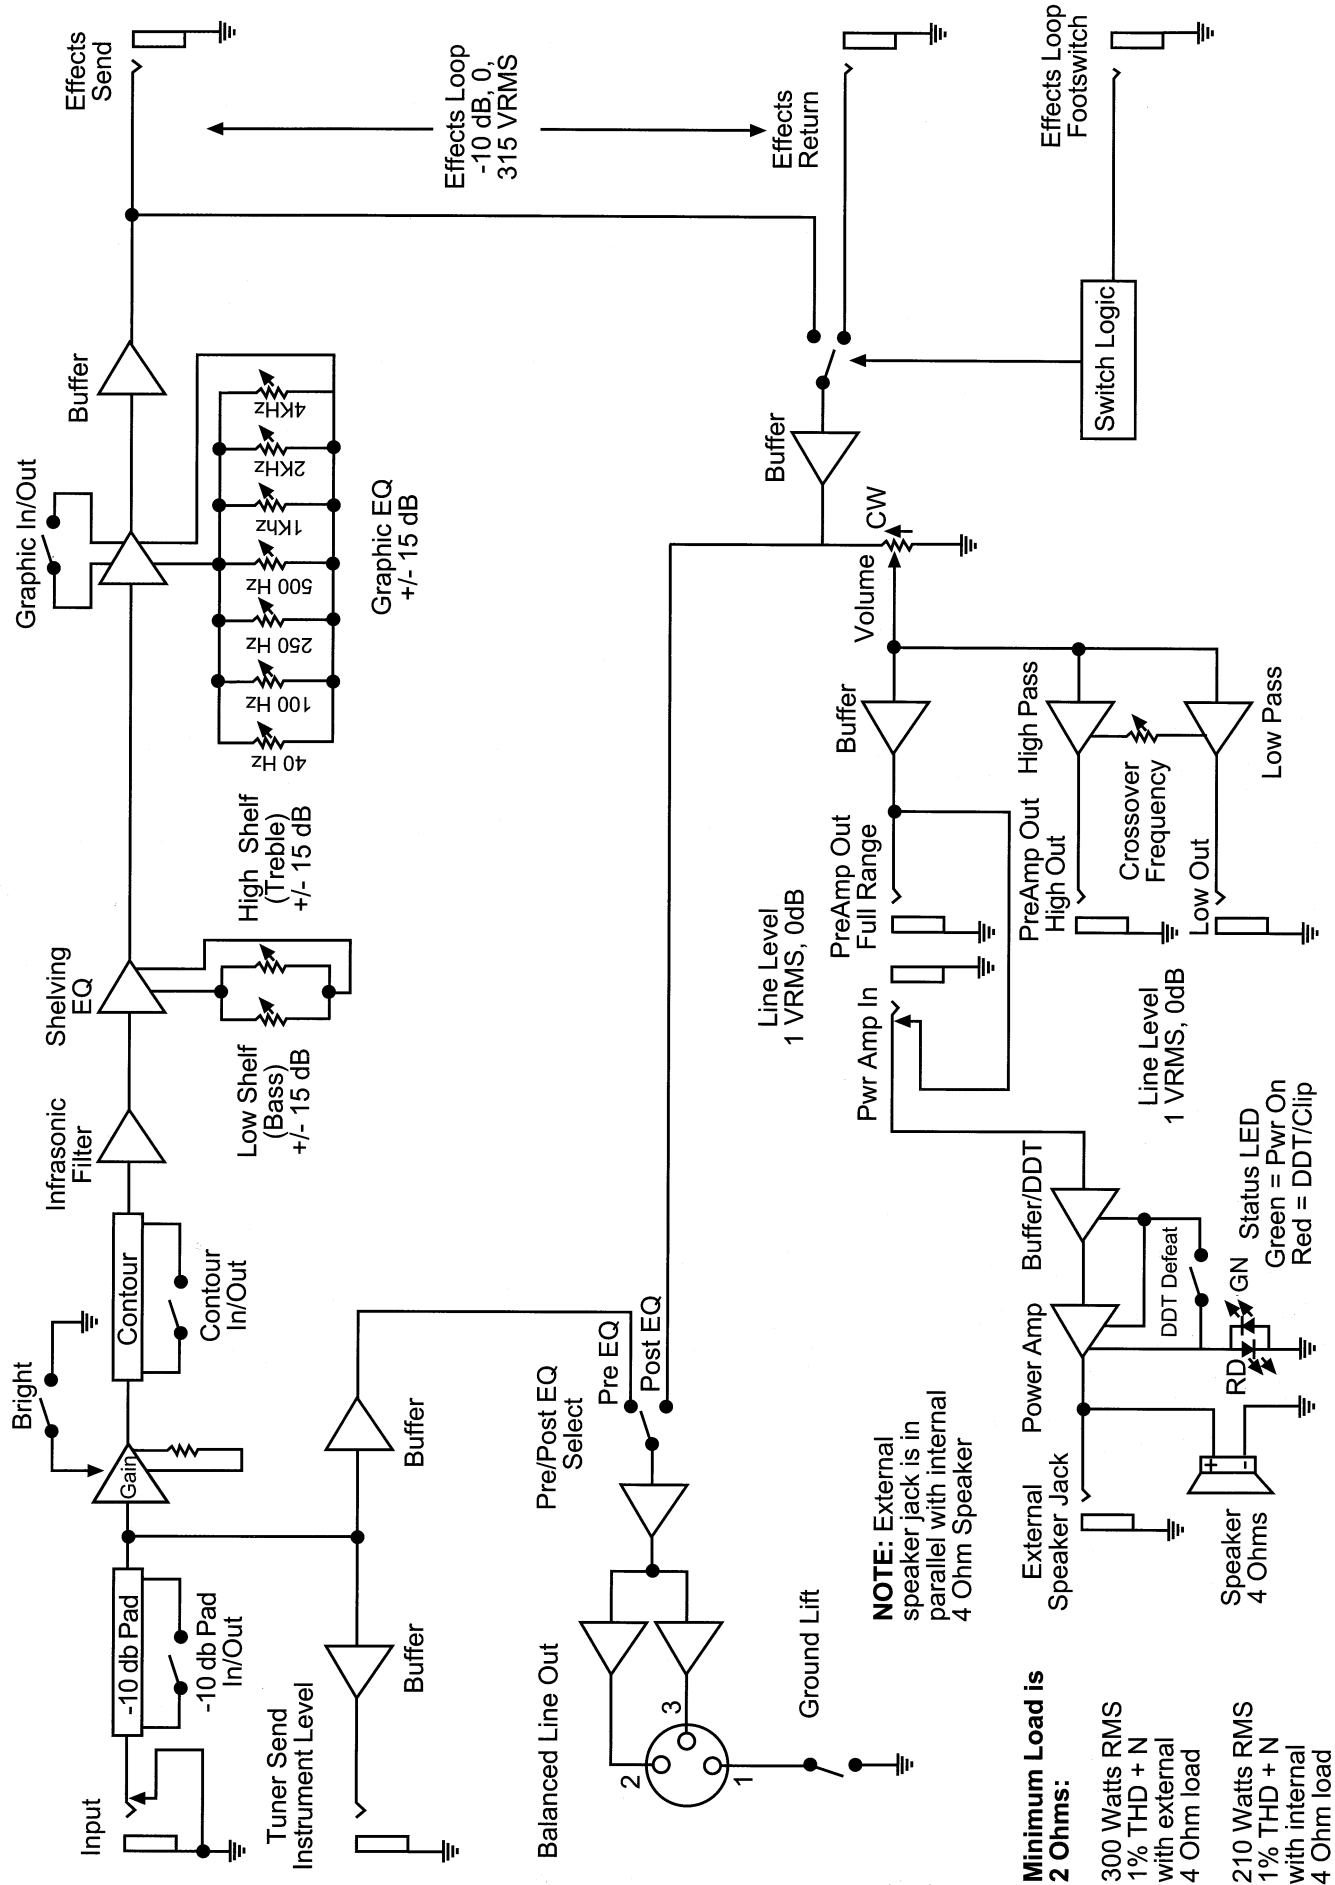 Input
-10 db Pad
-10 db Pad
In/Out
Gain
Bright
Contour
Contour
In/Out
Infrasonic
Filter
Shelving
EQ
Low Shelf
(Bass)
+/- 15 dB
High Shelf
(Treble)
+/- 15 dB
Graphic In/Out
40 Hz
100 Hz
250 Hz
500 Hz
1Khz
2KHz
4KHz
Graphic EQ
+/- 15 dB
Buffer
Effects
Send
Effects Loop
-10 dB, 0,
315 VRMS
Effects
Return
Effects Loop
Footswitch
Switch Logic
Buffer
CW
Volume
Tuner Send
Instrument Level
Buffer
Buffer
Pre/Post EQ
Select
Pre EQ
Post EQ
Balanced Line Out
2
3
1
Ground Lift
Buffer
High Pass
Low Pass
Crossover
Frequency
PreAmp Out
Full Range
Line Level
1 VRMS, 0dB
PreAmp Out
High Out
Low Out
Line Level
1 VRMS, 0dB
Pwr Amp In
Buffer/DDT
Power Amp
DDT Defeat
RD
GN
Status LED
Green = Pwr On
Red = DDT/Clip
External
Speaker Jack
+
-
Speaker
4 Ohms
NOTE: External
speaker jack is in
parallel with internal
4 Ohm Speaker
Minimum Load is
2 Ohms:
300 Watts RMS
1% THD + N
with external
4 Ohm load
210 Watts RMS
1% THD + N
with internal
4 Ohm load